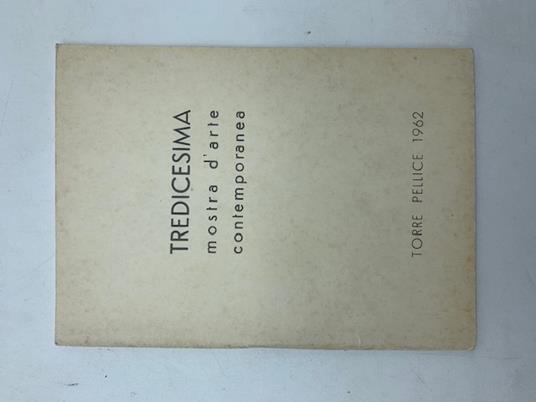 TREDICESIMA
mostra d'arte
contemporanea
TORRE PELLICE 1962